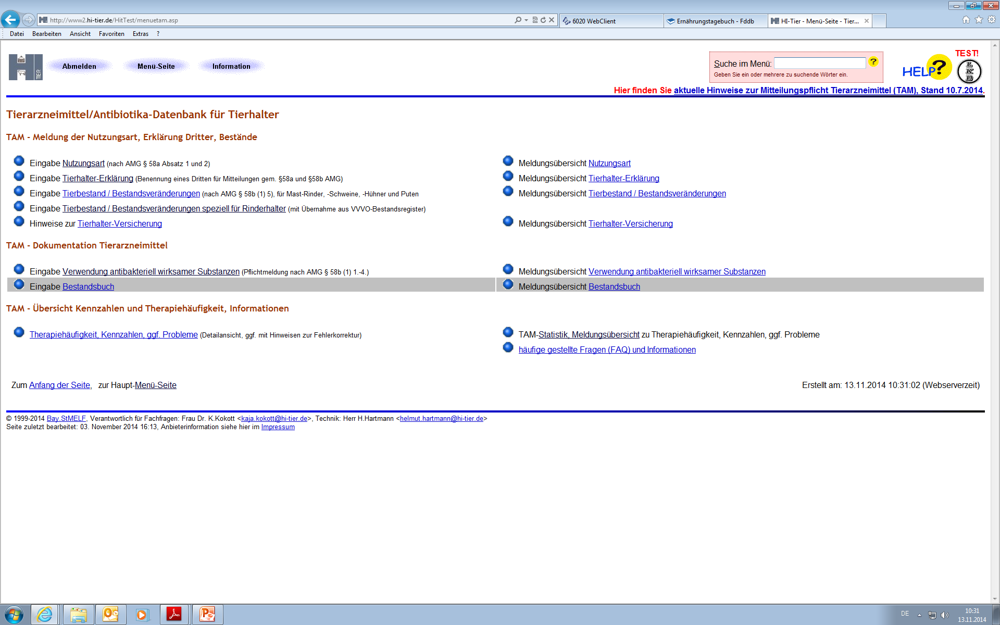 http://www2.hi-tier.de/HitTest/menuetam.asp
6020 WebClient
Ernährungstagebuch - Fddb
HI-Tier - Menü-Seite - Tier...
Datei Bearbeiten Ansicht Favoriten Extras ?
TIER
Abmelden Menü-Seite Information
Suche im Menü: ?
Geben Sie ein oder mehrere zu suchende Wörter ein.
HELP?
TEST!
LKD
Hier finden Sie aktuelle Hinweise zur Mitteilungspflicht Tierarzneimittel (TAM), Stand 10.7.2014.
Tierarzneimittel/Antibiotika-Datenbank für Tierhalter
TAM - Meldung der Nutzungsart, Erklärung Dritter, Bestände
Eingabe Nutzungsart (nach AMG § 58a Absatz 1 und 2) Meldungsübersicht Nutzungsart
Eingabe Tierhalter-Erklärung (Benennung eines Dritten für Mitteilungen gem. §58a und §58b AMG) Meldungsübersicht Tierhalter-Erklärung
Eingabe Tierbestand / Bestandsveränderungen (nach AMG § 58b (1) 5), für Mast-Rinder, -Schweine, -Hühner und Puten Meldungsübersicht Tierbestand / Bestandsveränderungen
Eingabe Tierbestand / Bestandsveränderungen speziell für Rinderhalter (mit Übernahme aus VVVO-Bestandsregister)
Hinweise zur Tierhalter-Versicherung Meldungsübersicht Tierhalter-Versicherung
TAM - Dokumentation Tierarzneimittel
Eingabe Verwendung antibakteriell wirksamer Substanzen (Pflichtmeldung nach AMG § 58b (1) 1.-4.) Meldungsübersicht Verwendung antibakteriell wirksamer Substanzen
Eingabe Bestandsbuch Meldungsübersicht Bestandsbuch
TAM - Übersicht Kennzahlen und Therapiehäufigkeit, Informationen
Therapiehäufigkeit, Kennzahlen, ggf. Probleme (Detailansicht, ggf. mit Hinweisen zur Fehlerkorrektur) TAM-Statistik, Meldungsübersicht zu Therapiehäufigkeit, Kennzahlen, ggf. Probleme
häufige gestellte Fragen (FAQ) und Informationen
Zum Anfang der Seite, zur Haupt-Menü-Seite Erstellt am: 13.11.2014 10:31:02 (Webserverzeit)
© 1999-2014 Bay.StMELF, Verantwortlich für Fachfragen: Frau Dr. K.Kokott <kaja.kokott@hi-tier.de>, Technik: Herr H.Hartmann <helmut.hartmann@hi-tier.de>
Seite zuletzt bearbeitet: 03. November 2014 16:13, Anbieterinformation siehe hier im Impressum
DE
10:31
13.11.2014